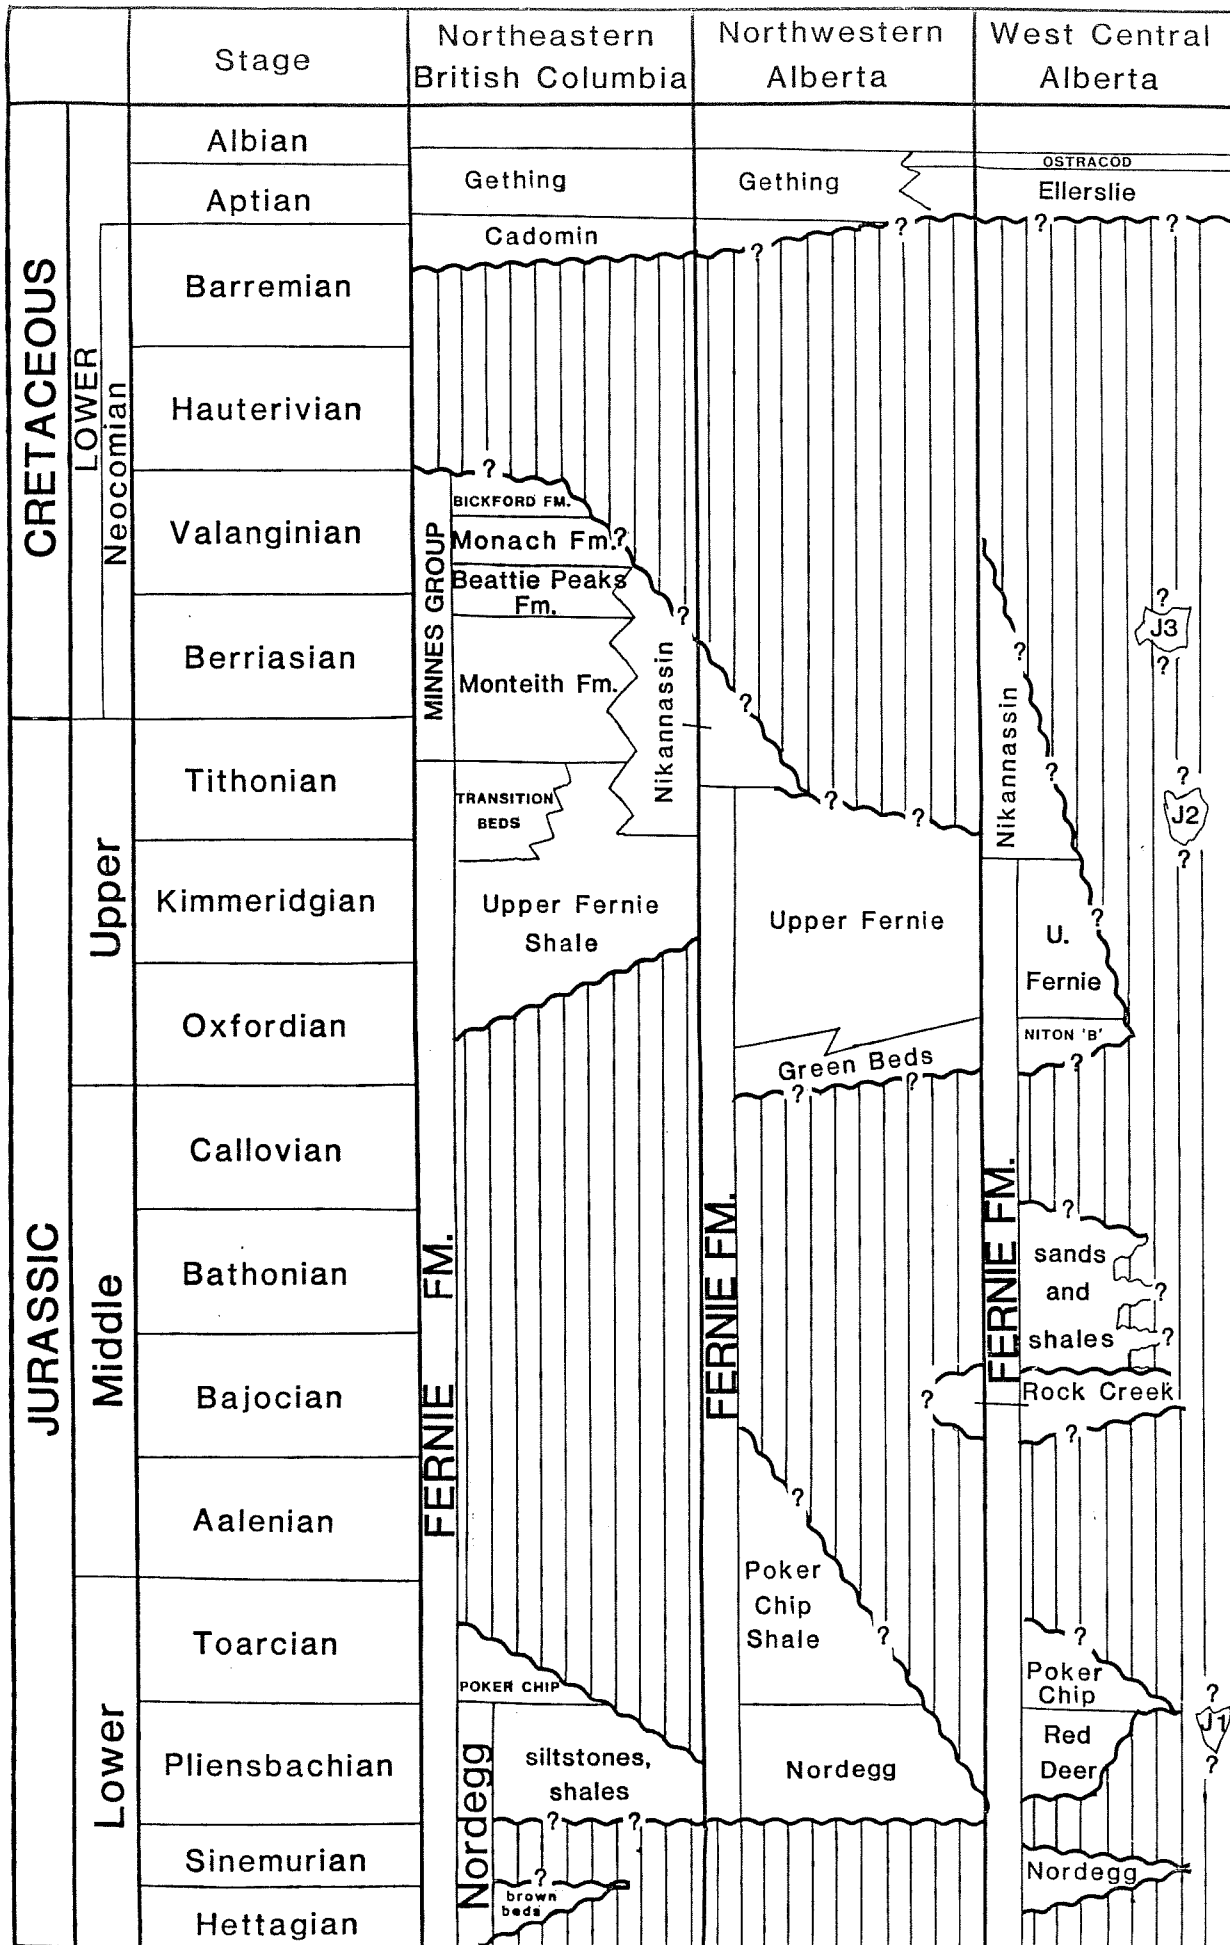 Stage
Northeastern
British Columbia
Northwestern
Alberta
West Central
Alberta
CRETACEOUS
LOWER
Neocomian
JURASSIC
Upper
Middle
Lower
Albian
Aptian
Barremian
Hauterivian
Valanginian
Berriasian
Tithonian
Kimmeridgian
Oxfordian
Callovian
Bathonian
Bajocian
Aalenian
Toarcian
Pliensbachian
Sinemurian
Hettagian
Gething
Cadomin
?
MINNES GROUP
BICKFORD FM.
Monach Fm.
?
Beattie Peaks
Fm.
?
Monteith Fm.
Nikannassin
TRANSITION
BEDS
Upper Fernie
Shale
FERNIE FM.
POKER CHIP
Nordegg
siltstones,
shales
? ?
?
brown
beds
Gething
?
?
?
? ?
Upper Fernie
Green Beds
? ?
FERNIE FM.
?
?
Poker
Chip
Shale
?
Nordegg
OSTRACOD
Ellerslie
? ?
?
J3
?
?
Nikannassin
?
?
J2
?
?
U.
Fernie
NITON 'B'
?
FERNIE FM.
?
sands
and
shales
?
?
Rock Creek
?
?
Poker
Chip
?
J1
?
Red
Deer
Nordegg